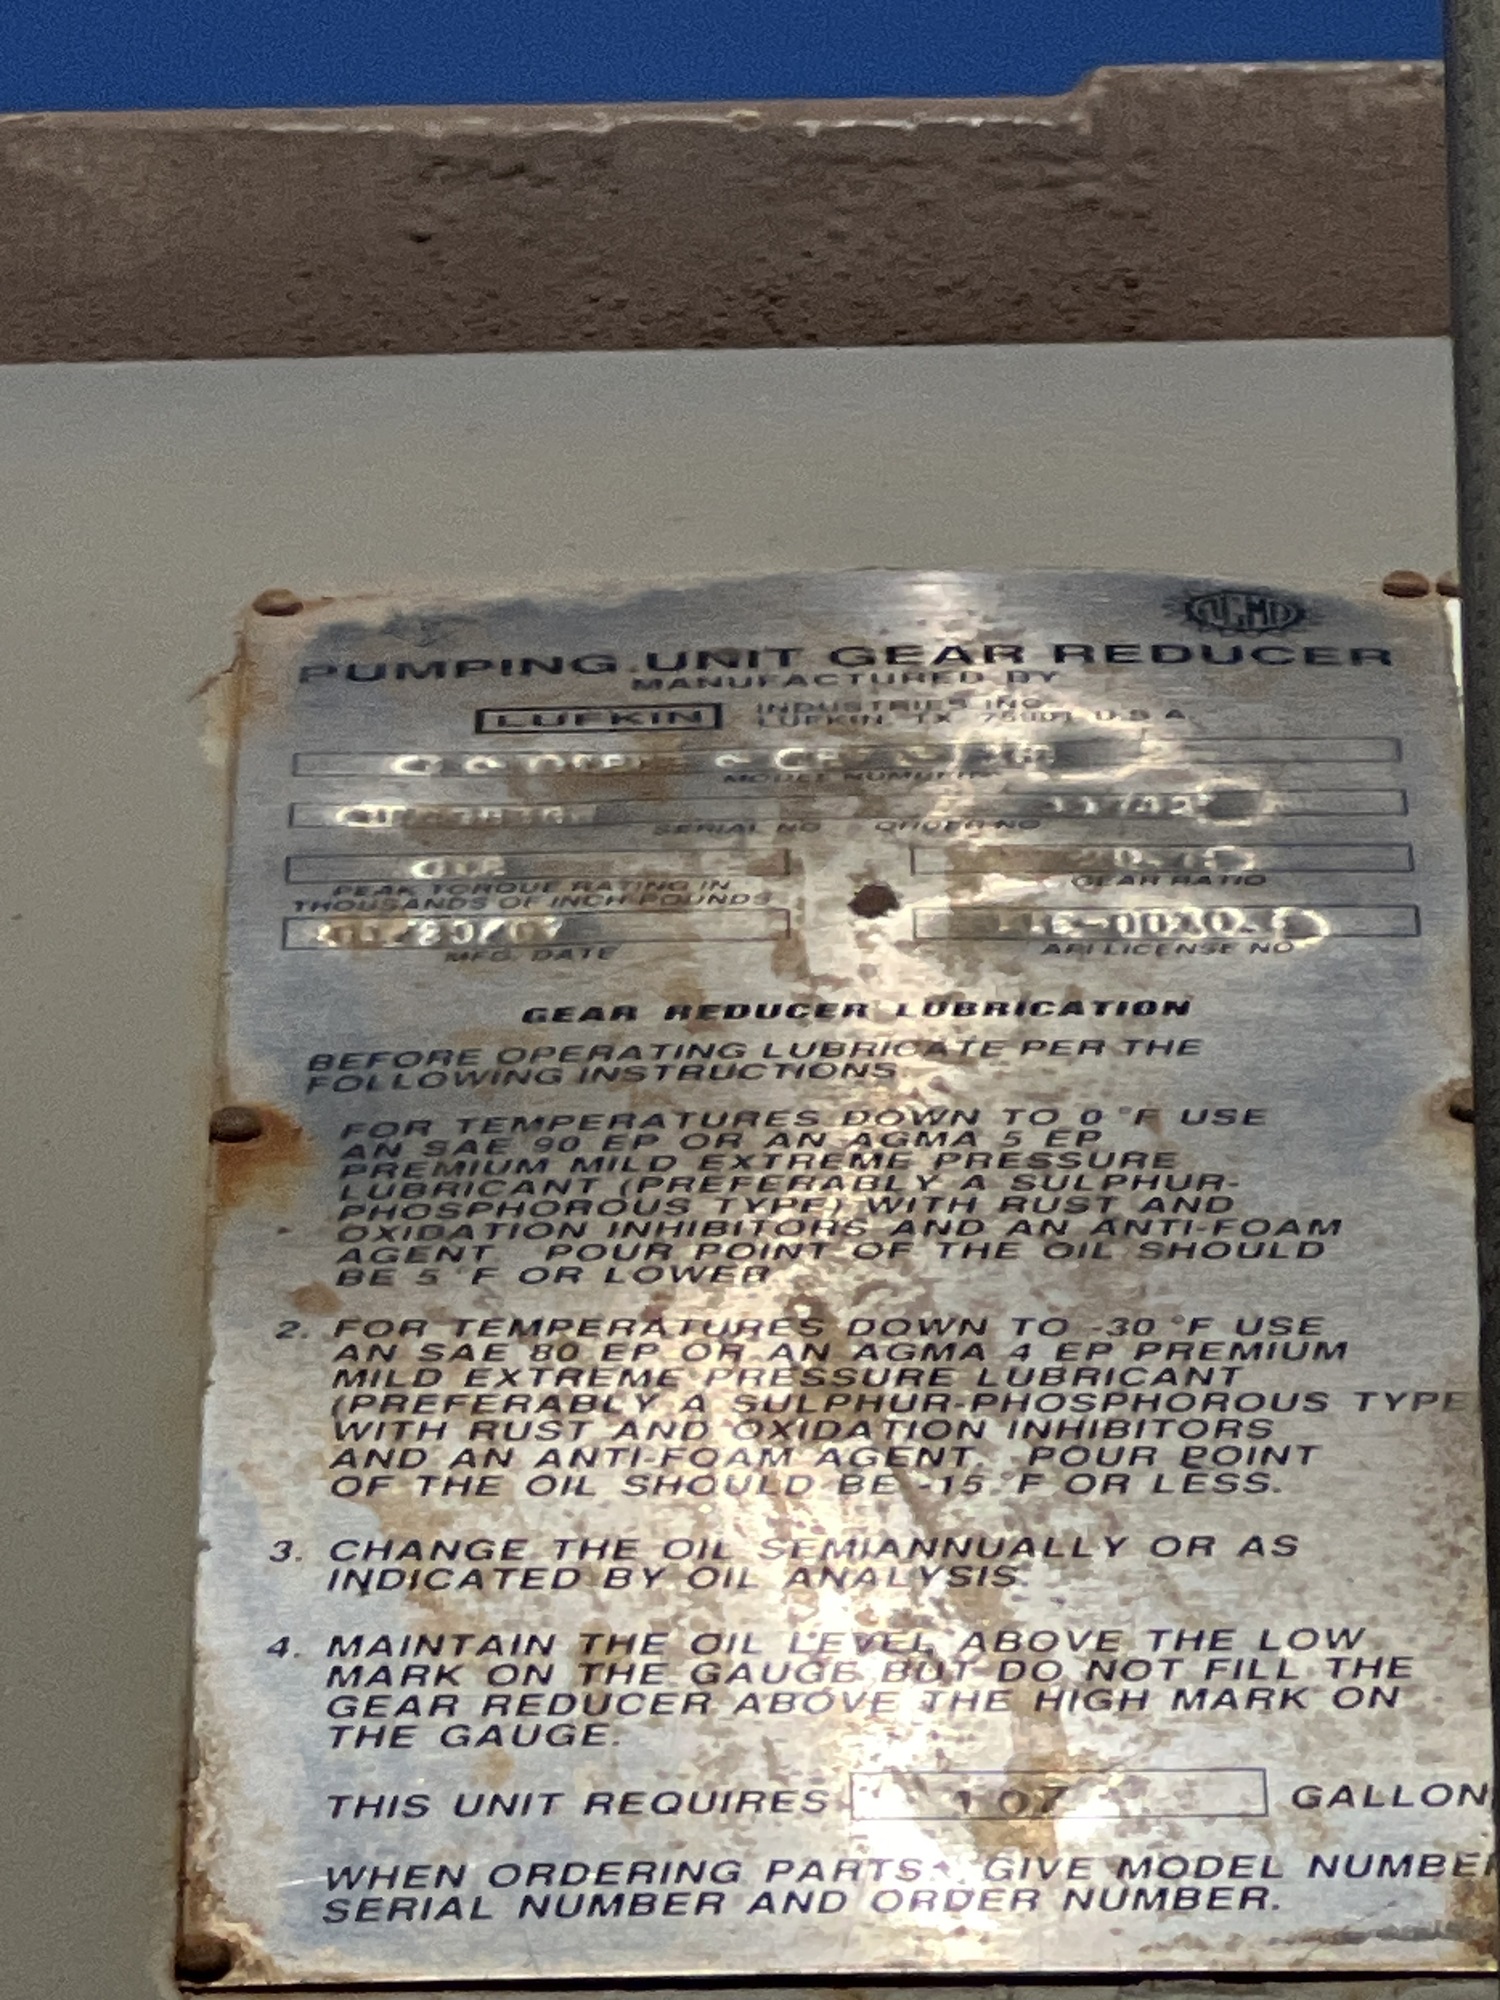 PUMPING UNIT GEAR REDUCER
MANUFACTURED BY
LUFKIN INDUSTRIES INC.
LUFKIN, TX 75901 U.S.A.
MODEL NUMBER
SERIAL NO ORDER NO
PEAK TORQUE RATING IN
THOUSANDS OF INCH POUNDS
GEAR RATIO
MFG. DATE
API LICENSE NO
GEAR REDUCER LUBRICATION
BEFORE OPERATING LUBRICATE PER THE
FOLLOWING INSTRUCTIONS
FOR TEMPERATURES DOWN TO 0 °F USE
AN SAE 90 EP OR AN AGMA 5 EP
PREMIUM MILD EXTREME PRESSURE
LUBRICANT (PREFERABLY A SULPHUR-
PHOSPHOROUS TYPE) WITH RUST AND
OXIDATION INHIBITORS AND AN ANTI-FOAM
AGENT POUR POINT OF THE OIL SHOULD
BE 5 °F OR LOWER
2. FOR TEMPERATURES DOWN TO -30 °F USE
AN SAE 80 EP OR AN AGMA 4 EP PREMIUM
MILD EXTREME PRESSURE LUBRICANT
(PREFERABLY A SULPHUR-PHOSPHOROUS TYPE
WITH RUST AND OXIDATION INHIBITORS
AND AN ANTI-FOAM AGENT. POUR POINT
OF THE OIL SHOULD BE -15 °F OR LESS.
3. CHANGE THE OIL SEMIANNUALLY OR AS
INDICATED BY OIL ANALYSIS.
4. MAINTAIN THE OIL LEVEL ABOVE THE LOW
MARK ON THE GAUGE BUT DO NOT FILL THE
GEAR REDUCER ABOVE THE HIGH MARK ON
THE GAUGE.
THIS UNIT REQUIRES 107 GALLON
WHEN ORDERING PARTS, GIVE MODEL NUMBER
SERIAL NUMBER AND ORDER NUMBER.